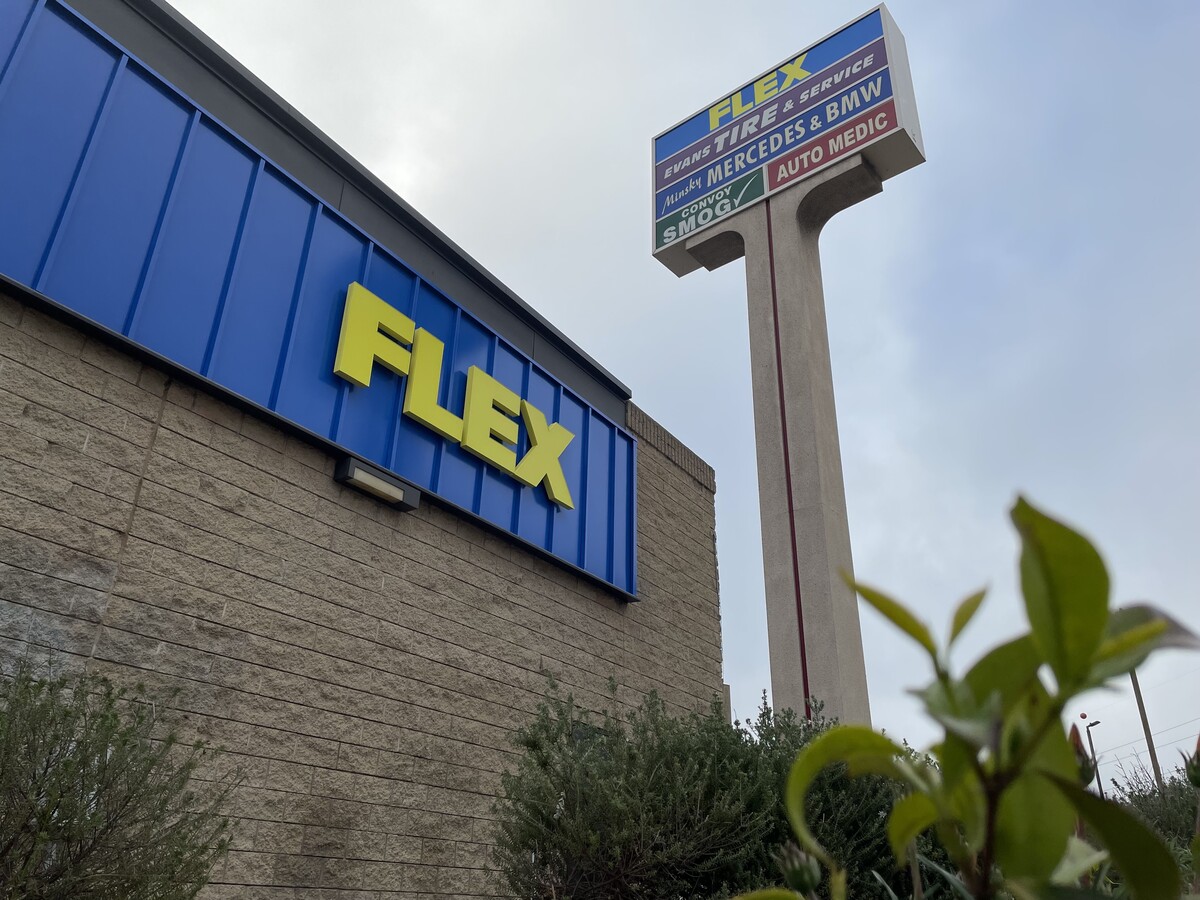 FLEX
FLEX
EVANS TIRE & SERVICE
Minsky MERCEDES & BMW
CONVOY
SMOG
AUTO MEDIC